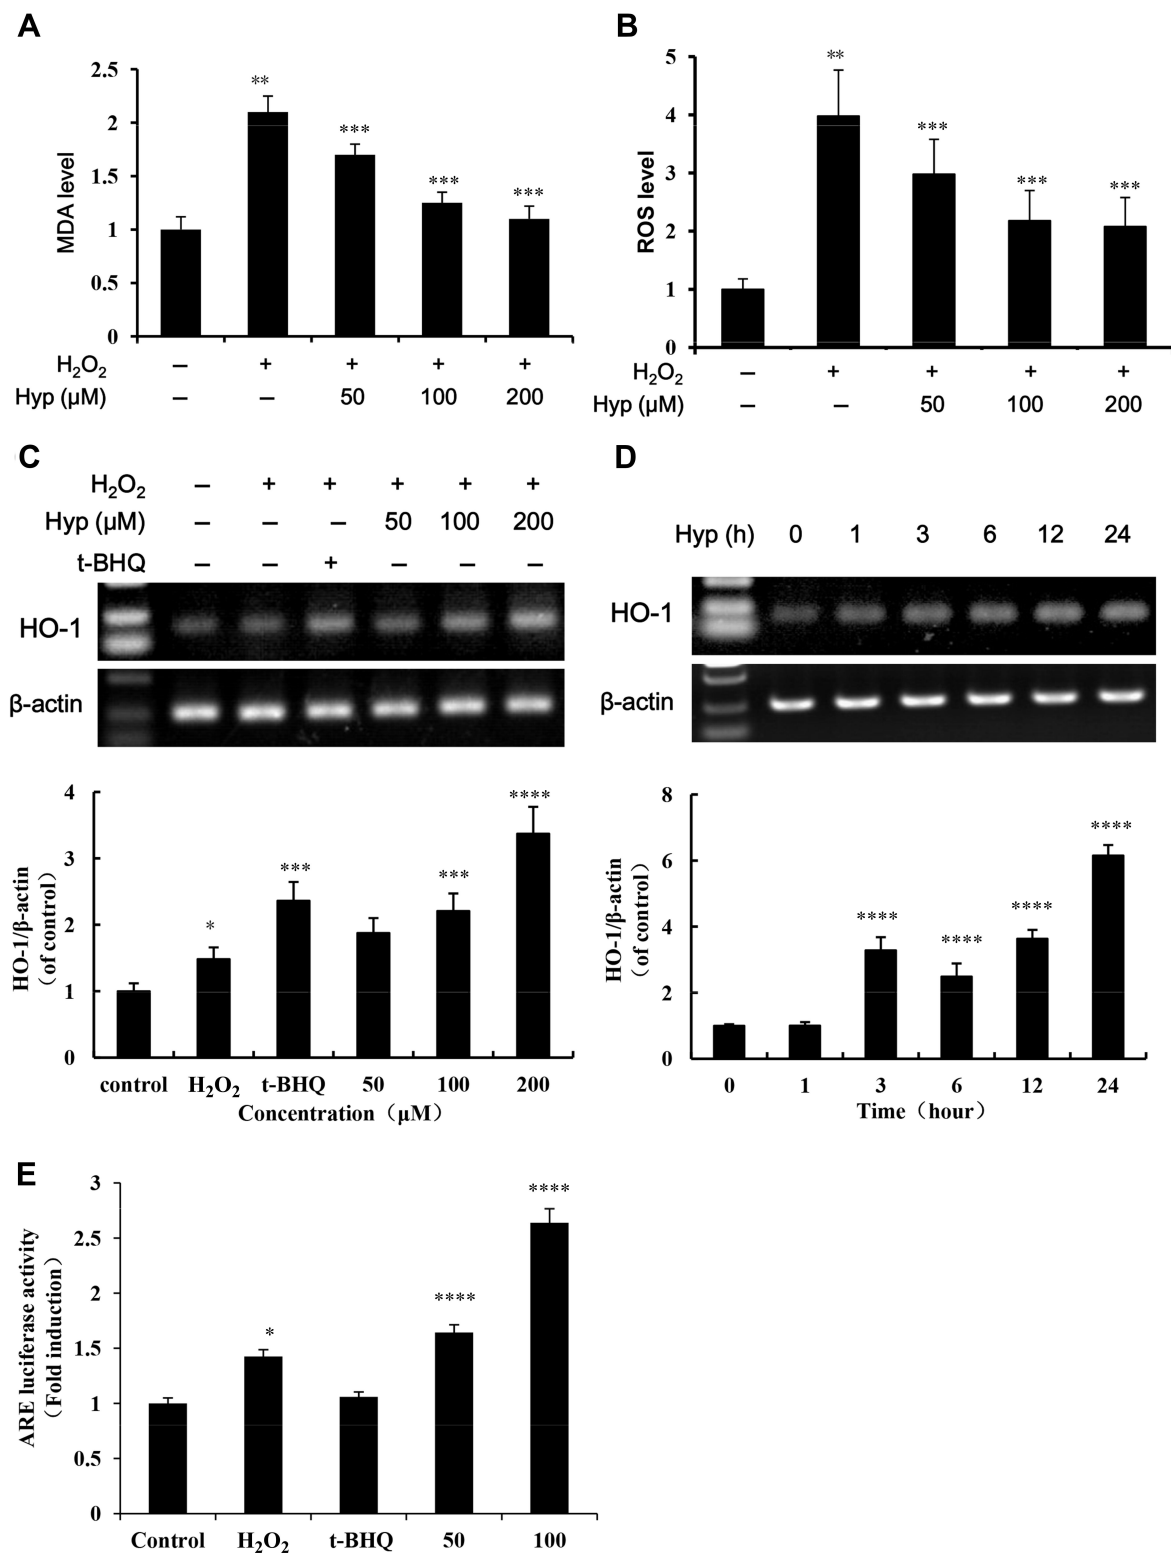 A
MDA level
2.5
2
1.5
1
0.5
0
** *** *** ***
H₂O₂ – + + + +
Hyp (μM) – – 50 100 200
B
ROS level
5
4
3
2
1
0
** *** *** ***
H₂O₂ – + + + +
Hyp (μM) – – 50 100 200
C
H₂O₂ – + + + + +
Hyp (μM) – – – 50 100 200
t-BHQ – – + – – –
HO-1
β-actin
HO-1/β-actin
(of control)
4
3
2
1
0
* *** *** ****
control H₂O₂ t-BHQ 50 100 200
Concentration (μM)
D
Hyp (h) 0 1 3 6 12 24
HO-1
β-actin
HO-1/β-actin
(of control)
8
6
4
2
0
**** **** **** ****
0 1 3 6 12 24
Time (hour)
E
ARE luciferase activity
(Fold induction)
3
2.5
2
1.5
1
0.5
0
* **** ****
Control H₂O₂ t-BHQ 50 100